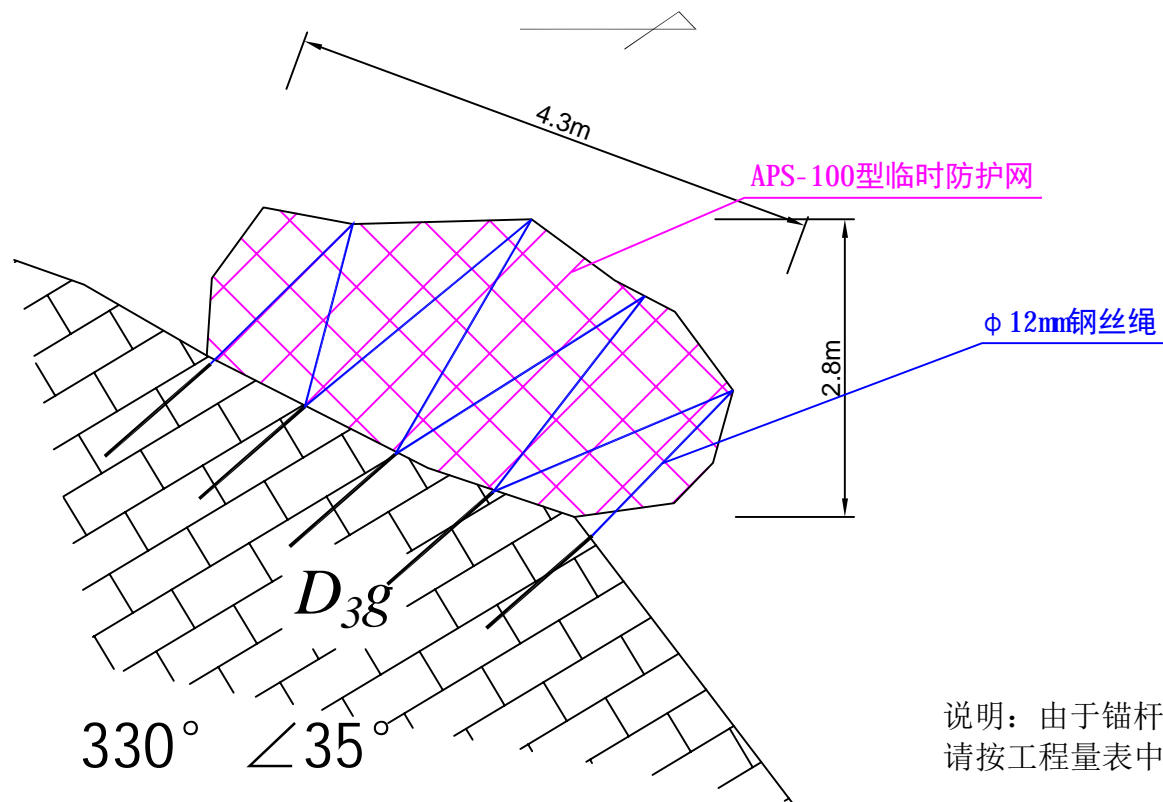 4.3m
APS-100型临时防护网
φ12mm钢丝绳
2.8m
D₃g
330° ∠35°
说明：由于锚杆
请按工程量表中